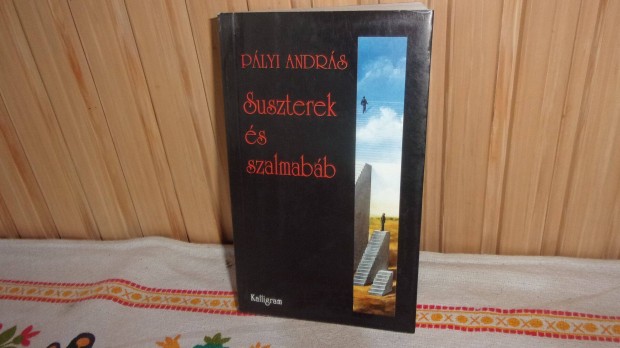 PÁLYI ANDRÁS
Suszterek
és
szalmabáb
Kalligram